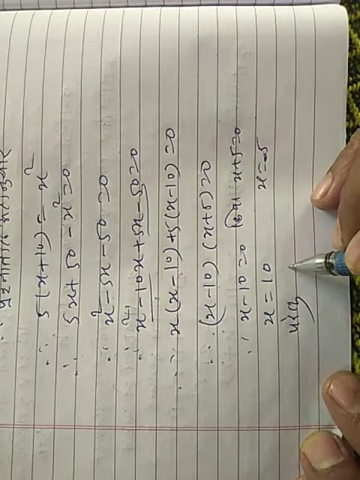 ∴ 5(x+10) = x²
∴ 5x+50-x²=0
∴ x²-5x-50=0
∴ x²-10x+5x-50=0
∴ x(x-10)+5(x-10)=0
∴ (x-10) (x+5)=0
∴ x-10=0 x+5=0
x=10 x=-5